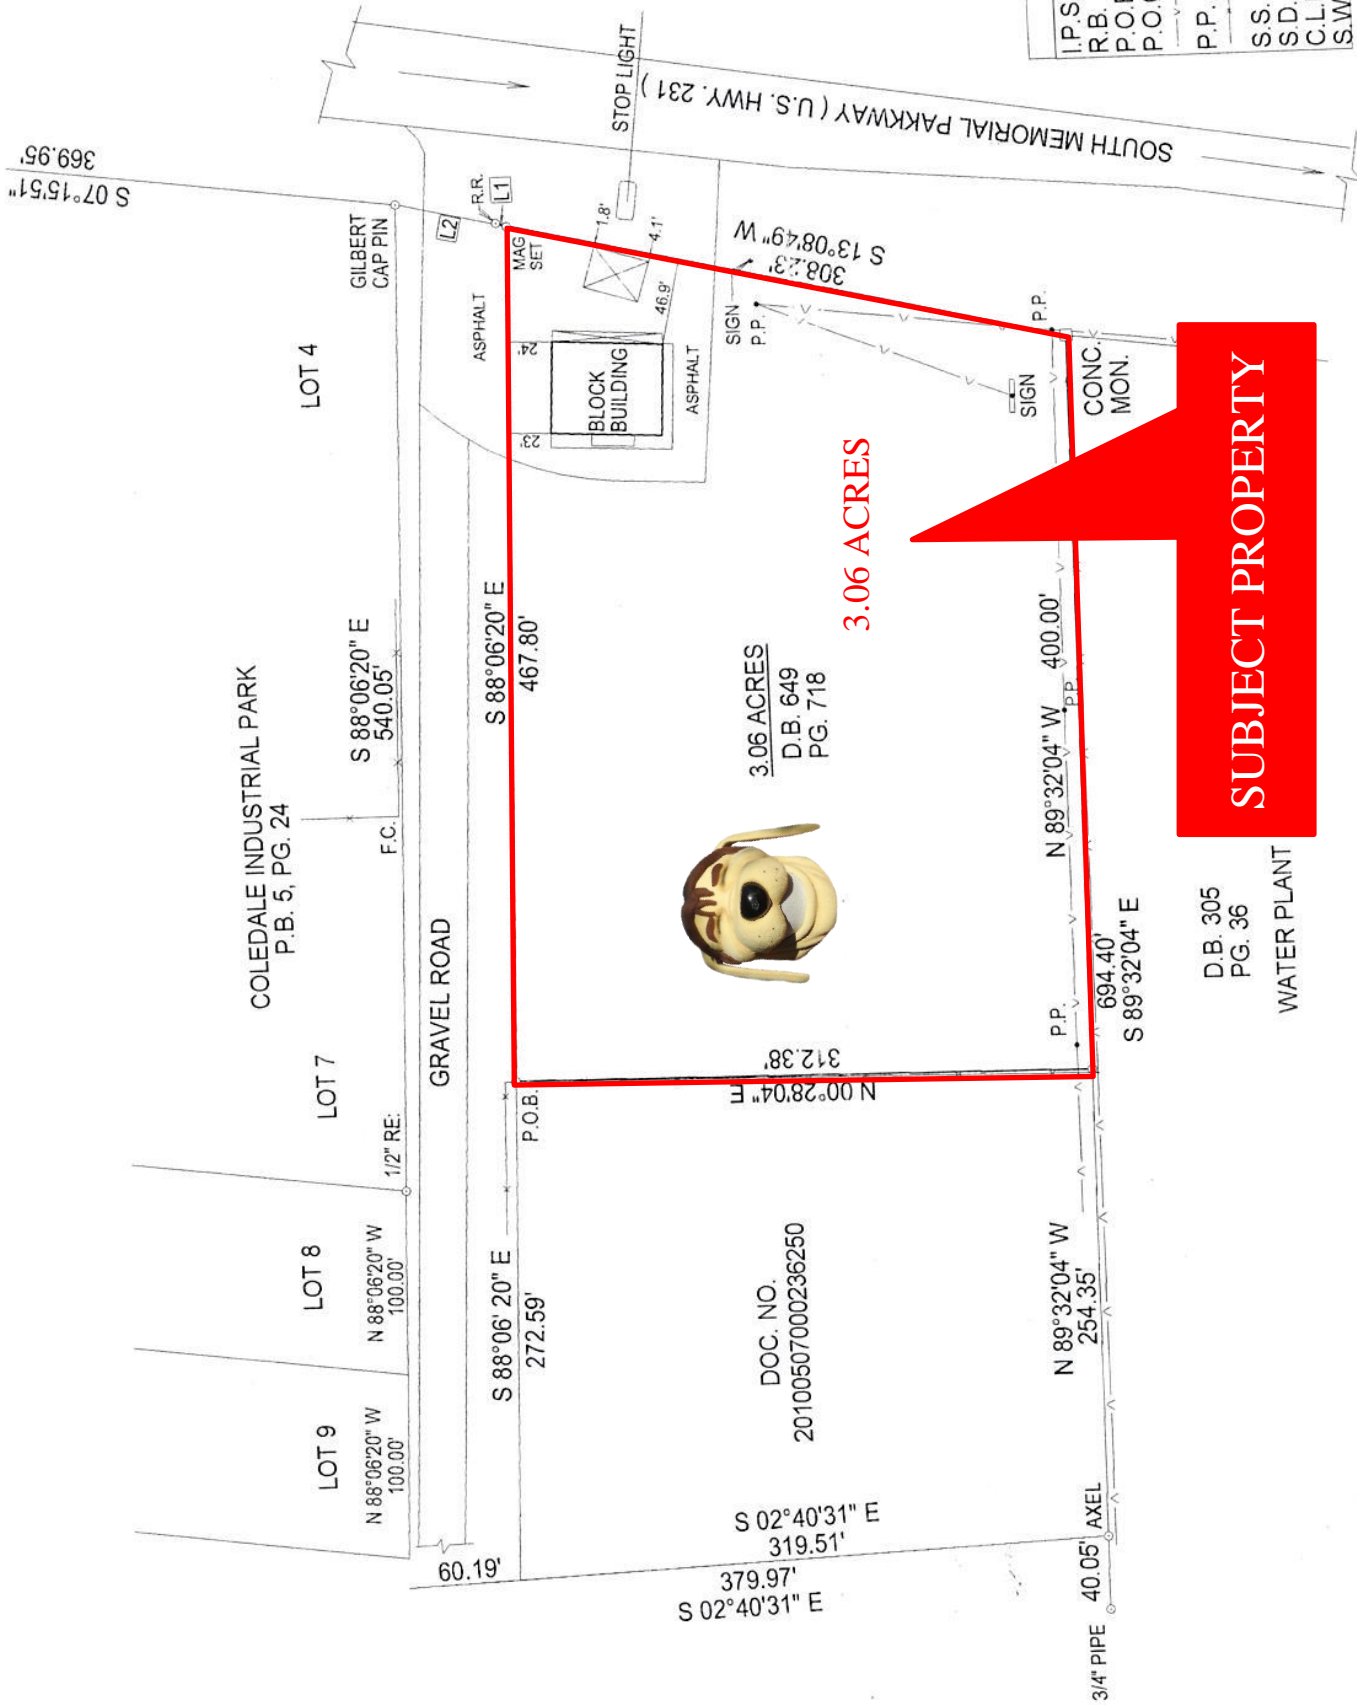 S 07°15'51"
369.95'
GILBERT
CAP PIN
L2
R.R.
L1
MAG
SET
STOP LIGHT
SOUTH MEMORIAL PAKKWAY ( U.S. HWY. 231 )
I.P.S
R.B.
P.O.
P.O.
P.P.
S.S.
S.D.
C.L.
S.W
LOT 4
ASPHALT
24'
23'
BLOCK
BUILDING
ASPHALT
1.8'
4.1'
46.9'
S 13°08'49" W
308.23'
SIGN
P.P.
SIGN
P.P.
CONC.
MON.
COLEDALE INDUSTRIAL PARK
P.B. 5, PG. 24
S 88°06'20" E
540.05'
F.C.
GRAVEL ROAD
S 88°06'20" E
467.80'
3.06 ACRES
D.B. 649
PG. 718
3.06 ACRES
N 89°32'04" W 400.00'
P.P.
SUBJECT PROPERTY
LOT 7
1/2" RE.
P.O.B.
N 00°28'04" E
312.38'
P.P.
694.40'
S 89°32'04" E
D.B. 305
PG. 36
WATER PLANT
LOT 8
N 88°06'20" W
100.00'
S 88°06' 20" E
272.59'
DOC. NO.
20100507000236250
N 89°32'04" W
254.35'
LOT 9
N 88°06'20" W
100.00'
60.19'
S 02°40'31" E
319.51'
379.97'
S 02°40'31" E
AXEL
40.05'
3/4" PIPE